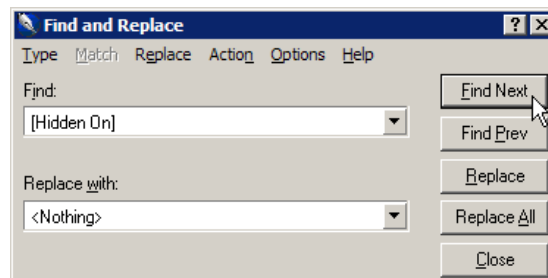 Find and Replace
Type Match Replace Action Options Help
Find:
[Hidden On]
Replace with:
<Nothing>
Find Next
Find Prev
Replace
Replace All
Close